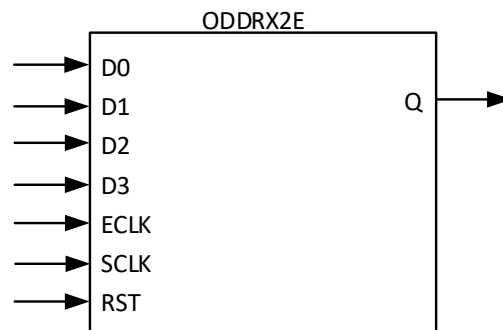 ODDRX2E
D0
D1
Q
D2
D3
ECLK
SCLK
RST